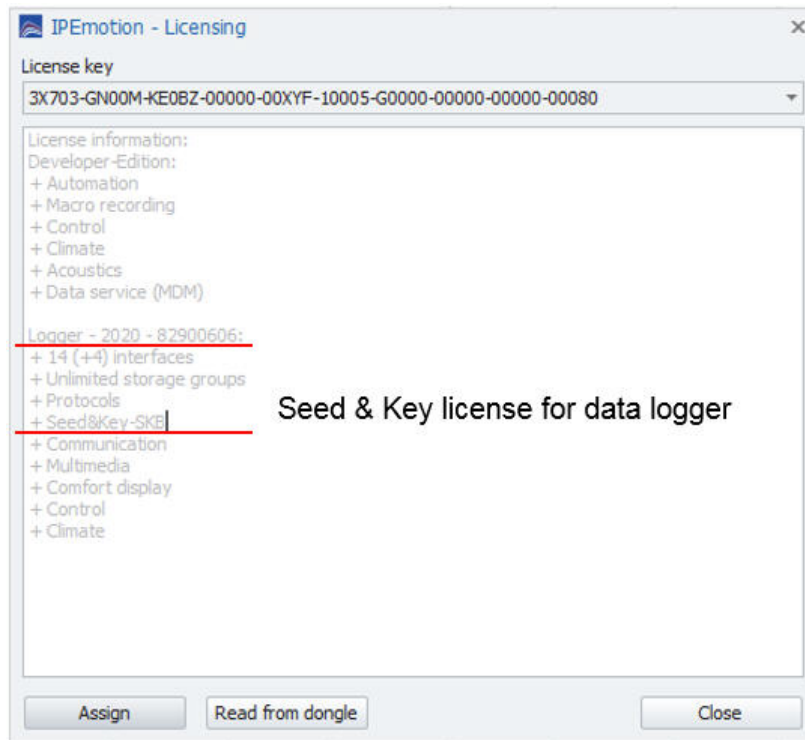 IPEmotion - Licensing
License key
3X703-GN00M-KE0BZ-00000-00XYF-10005-G0000-00000-00000-00080
License information:
Developer-Edition:
+ Automation
+ Macro recording
+ Control
+ Climate
+ Acoustics
+ Data service (MDM)
Logger - 2020 - 82900606:
+ 14 (+4) interfaces
+ Unlimited storage groups
+ Protocols
+ Seed&Key-SKB
Seed & Key license for data logger
+ Communication
+ Multimedia
+ Comfort display
+ Control
+ Climate
Assign
Read from dongle
Close